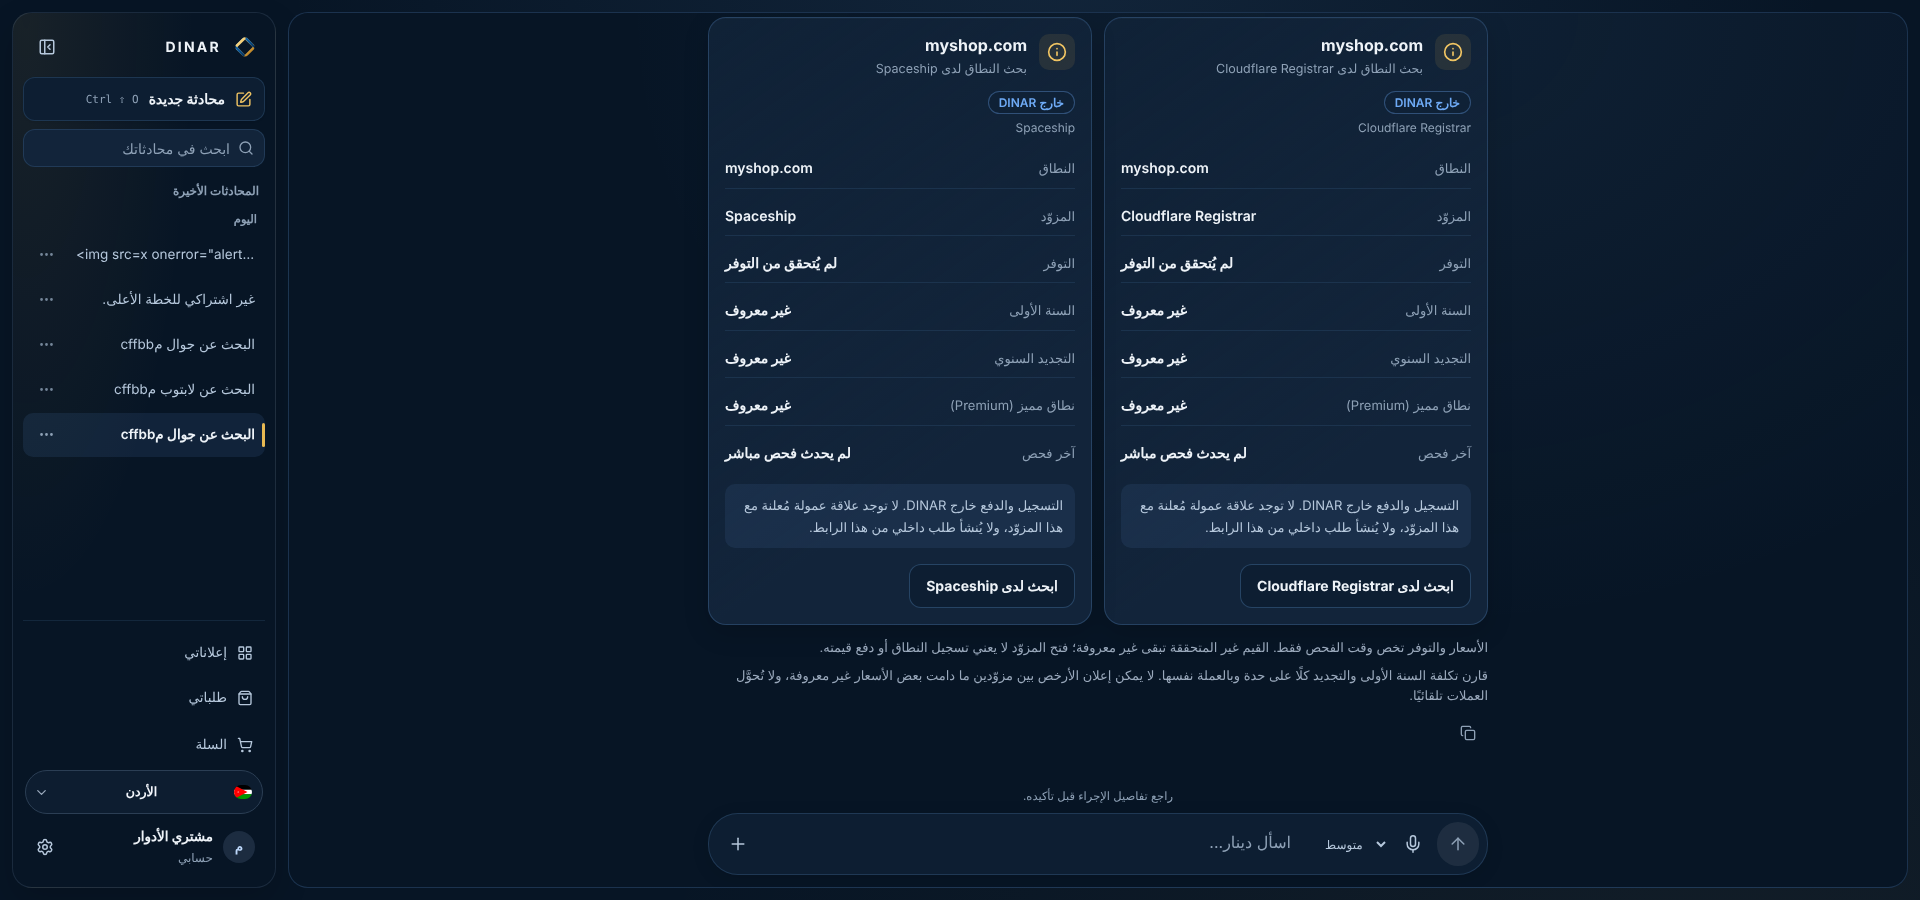 DINAR
محادثة جديدة Ctrl ⇧ O
ابحث في محادثاتك
المحادثات الأخيرة
اليوم
<img src=x onerror="alert...
غير اشتراكي للخطة الأعلى.
البحث عن جوال مcffbb
البحث عن لابتوب مcffbb
البحث عن جوال مcffbb
إعلاناتي
طلباتي
السلة
الأردن
م
مشتري الأدوار
حسابي
myshop.com
بحث النطاق لدى Cloudflare Registrar
خارج DINAR
Cloudflare Registrar
النطاق myshop.com
المزوّد Cloudflare Registrar
التوفر لم يُتحقق من التوفر
السنة الأولى غير معروف
التجديد السنوي غير معروف
نطاق مميز (Premium) غير معروف
آخر فحص لم يحدث فحص مباشر
التسجيل والدفع خارج DINAR. لا توجد علاقة عمولة مُعلنة مع
هذا المزوّد، ولا يُنشأ طلب داخلي من هذا الرابط.
ابحث لدى Cloudflare Registrar
myshop.com
بحث النطاق لدى Spaceship
خارج DINAR
Spaceship
النطاق myshop.com
المزوّد Spaceship
التوفر لم يُتحقق من التوفر
السنة الأولى غير معروف
التجديد السنوي غير معروف
نطاق مميز (Premium) غير معروف
آخر فحص لم يحدث فحص مباشر
التسجيل والدفع خارج DINAR. لا توجد علاقة عمولة مُعلنة مع
هذا المزوّد، ولا يُنشأ طلب داخلي من هذا الرابط.
ابحث لدى Spaceship
الأسعار والتوفر تخص وقت الفحص فقط. القيم غير المتحققة تبقى غير معروفة؛ فتح المزوّد لا يعني تسجيل النطاق أو دفع قيمته.
قارن تكلفة السنة الأولى والتجديد كلًا على حدة وبالعملة نفسها. لا يمكن إعلان الأرخص بين مزوّدين ما دامت بعض الأسعار غير معروفة، ولا تُحوَّل
العملات تلقائيًا.
راجع تفاصيل الإجراء قبل تأكيده.
متوسط
اسأل دينار...